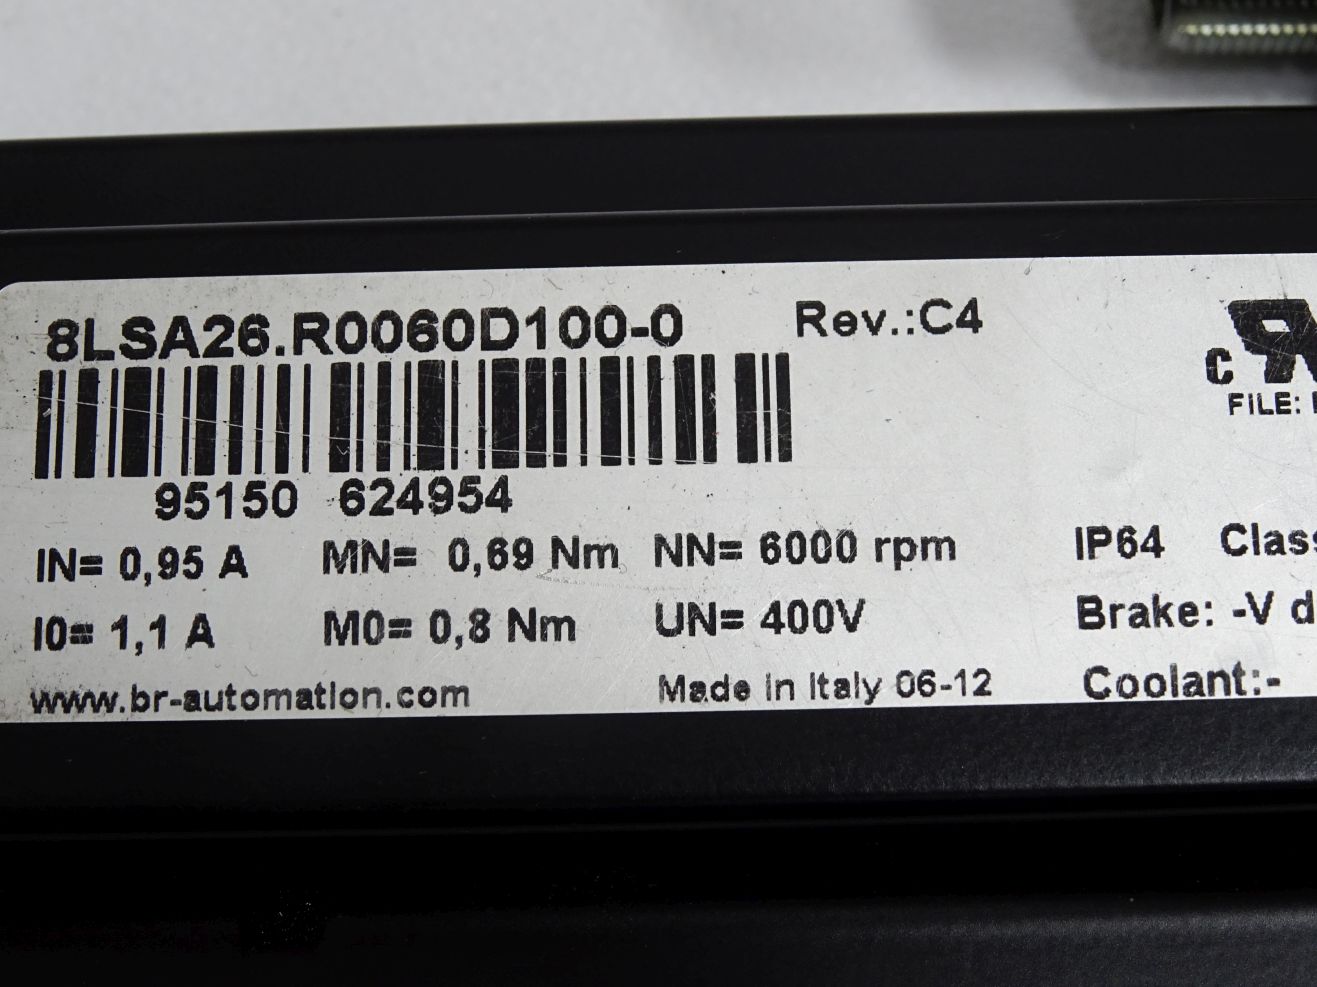 8LSA26.R0060D100-0 Rev.:C4
95150 624954
FILE:
IN= 0,95 A MN= 0,69 Nm NN= 6000 rpm IP64
I0= 1,1 A M0= 0,8 Nm UN= 400V Brake: -V
www.br-automation.com Made in Italy 06-12 Coolant:-